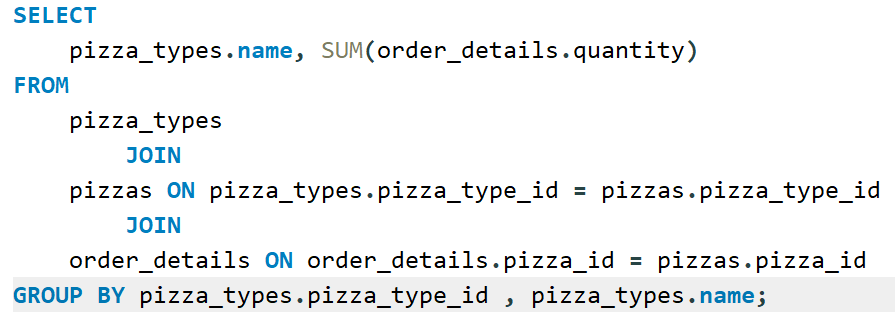 SELECT
pizza_types.name, SUM(order_details.quantity)
FROM
pizza_types
JOIN
pizzas ON pizza_types.pizza_type_id = pizzas.pizza_type_id
JOIN
order_details ON order_details.pizza_id = pizzas.pizza_id
GROUP BY pizza_types.pizza_type_id , pizza_types.name;